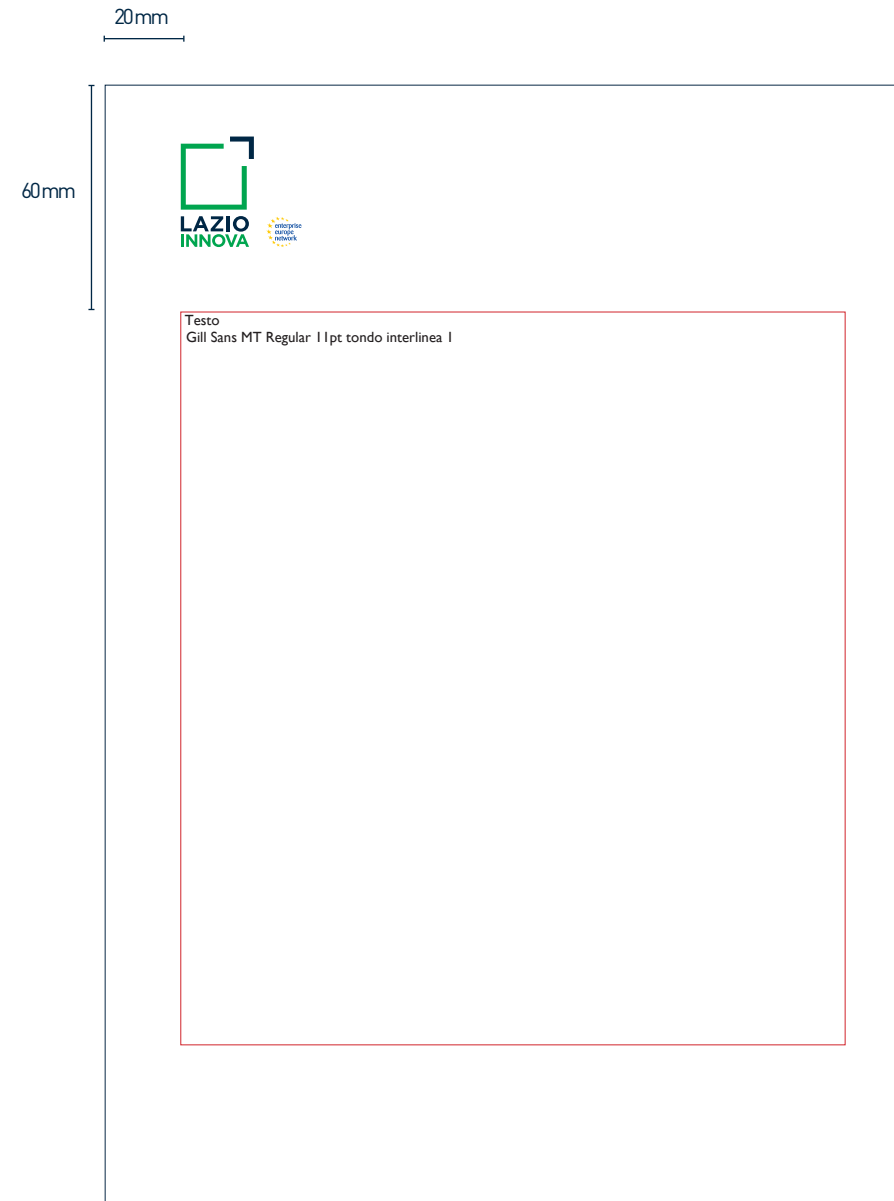 20mm
60mm
LAZIO
INNOVA
enterprise
europe
network
Testo
Gill Sans MT Regular 11pt tondo interlinea 1